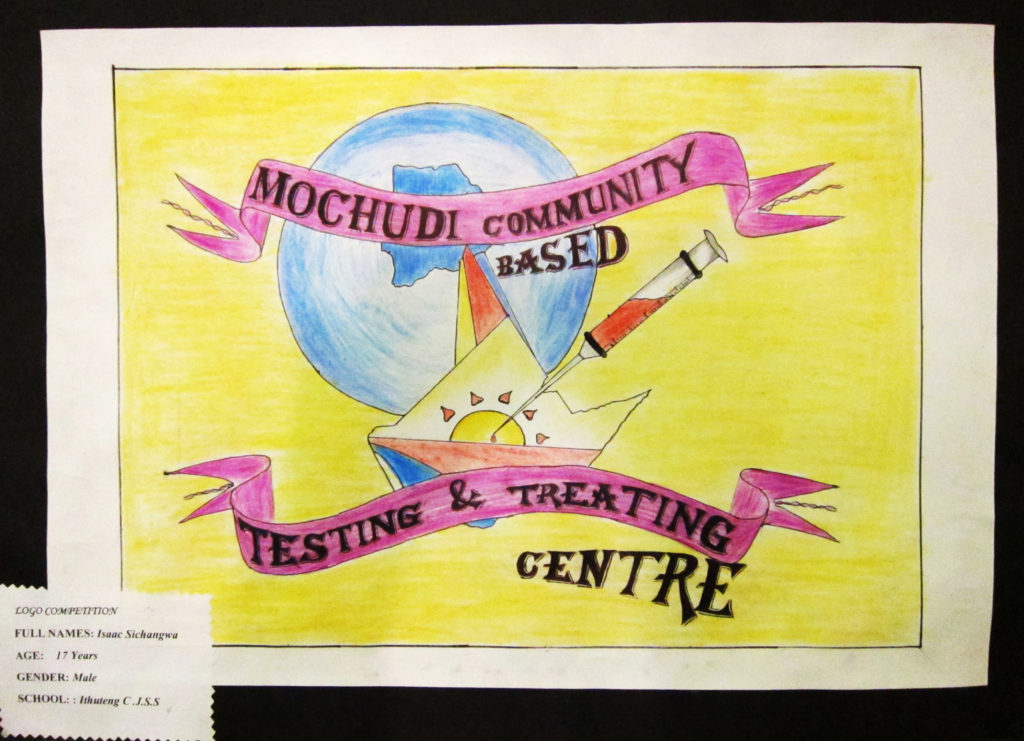 MOCHUDI COMMUNITY
BASED
TESTING & TREATING
CENTRE
LOGO COMPETITION
FULL NAMES: Isaac Sichangwa
AGE: 17 Years
GENDER: Male
SCHOOL: : Ithuteng C .J.S.S